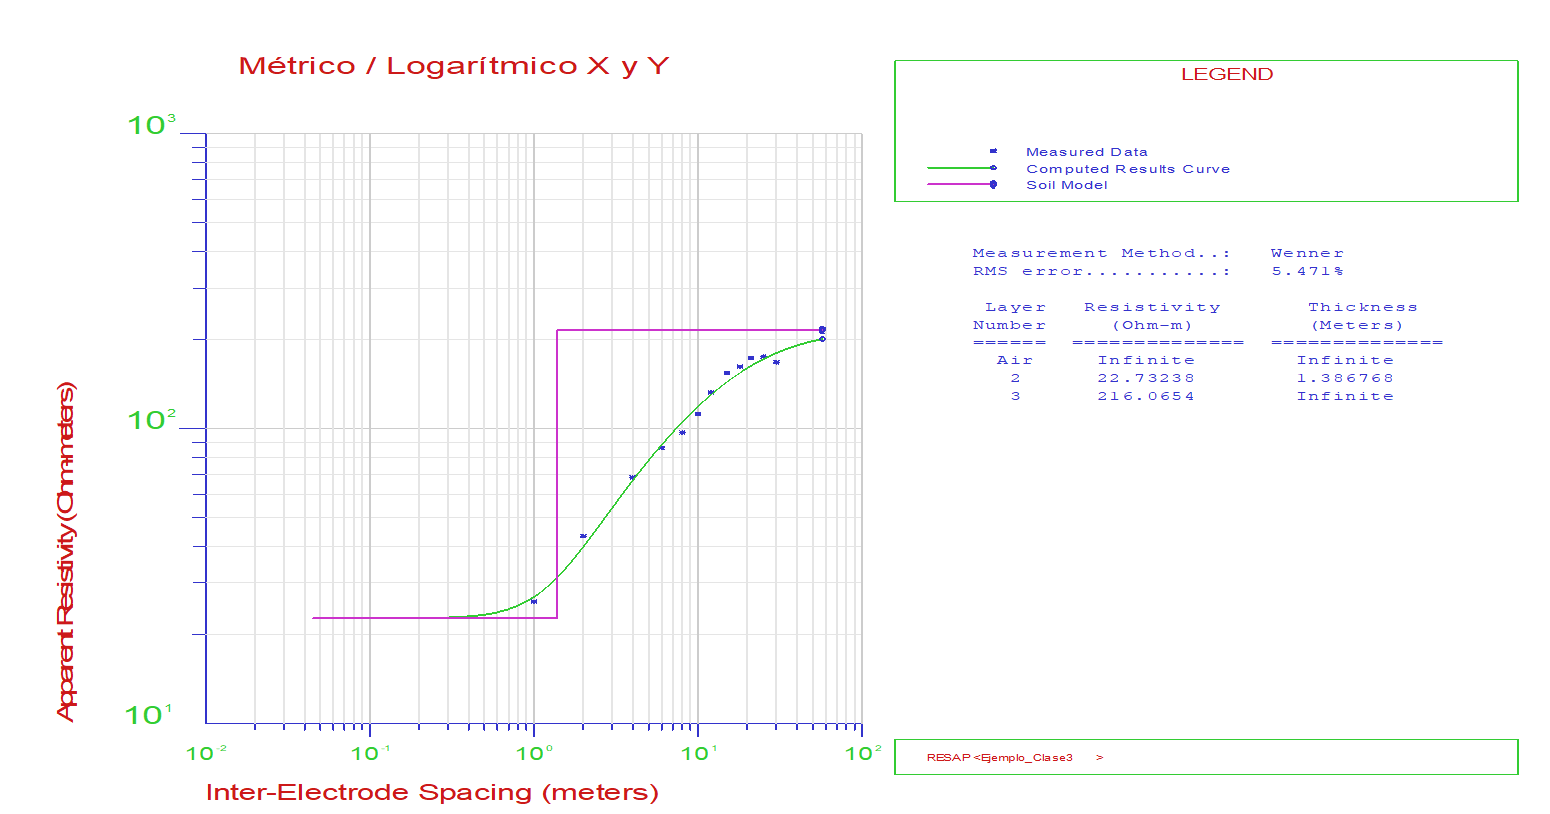 Métrico / Logarítmico X y Y
10³
10²
10¹
Apparent Resistivity (Ohm-meters)
10⁻²
10⁻¹
10⁰
10¹
10²
Inter-Electrode Spacing (meters)
LEGEND
Measured Data
Computed Results Curve
Soil Model
Measurement Method..: Wenner
RMS error...........: 5.471%
Layer Resistivity Thickness
Number (Ohm-m) (Meters)
====== ============== ==============
Air Infinite Infinite
2 22.73238 1.386768
3 216.0654 Infinite
RESAP <Ejemplo_Clase3 >